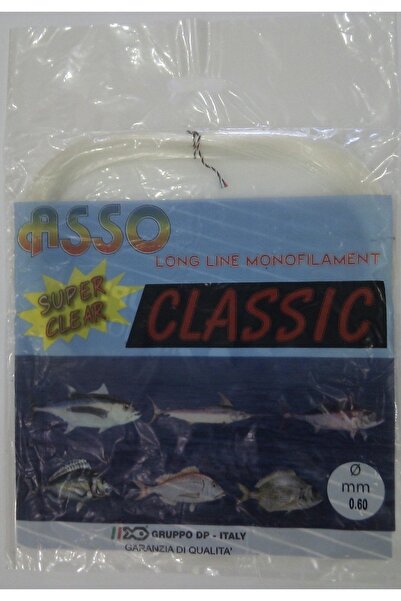 ASSO
LONG LINE MONOFILAMENT
SUPER
CLEAR
CLASSIC
Ø
mm
0.60
GRUPPO DP - ITALY
GARANZIA DI QUALITA'